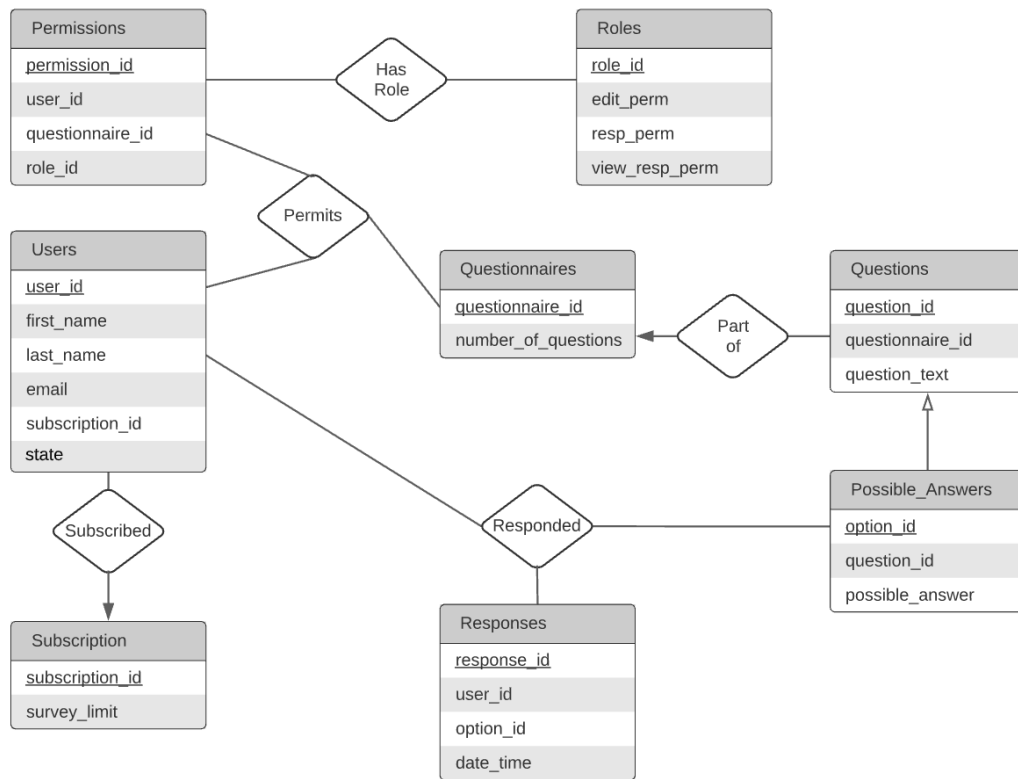 Permissions
permission_id
user_id
questionnaire_id
role_id
Has
Role
Roles
role_id
edit_perm
resp_perm
view_resp_perm
Permits
Users
user_id
first_name
last_name
email
subscription_id
state
Questionnaires
questionnaire_id
number_of_questions
Part
of
Questions
question_id
questionnaire_id
question_text
Subscribed
Responded
Possible_Answers
option_id
question_id
possible_answer
Subscription
subscription_id
survey_limit
Responses
response_id
user_id
option_id
date_time